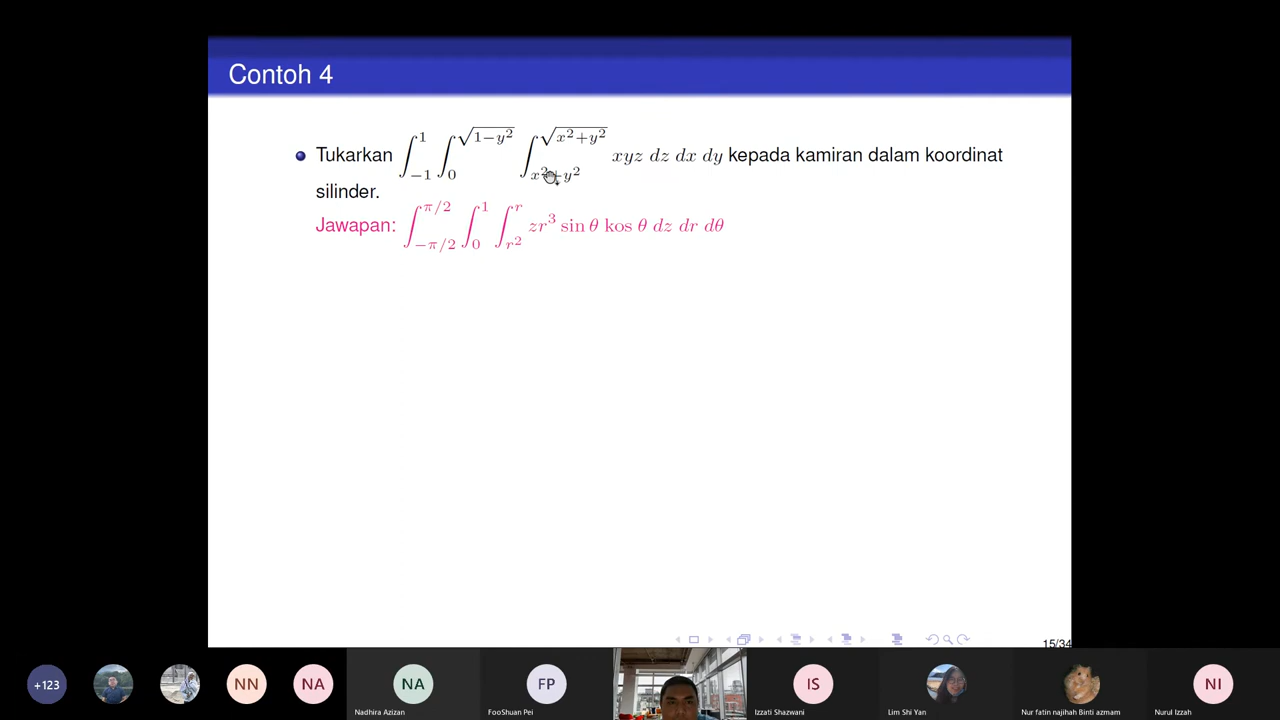 Contoh 4
Tukarkan ∫_{-1}^{1} ∫_{0}^{√(1−y²)} ∫_{x²+y²}^{√(x²+y²)} xyz dz dx dy kepada kamiran dalam koordinat
silinder.
Jawapan: ∫_{−π/2}^{π/2} ∫_{0}^{1} ∫_{r²}^{r} zr³ sin θ kos θ dz dr dθ
15/34
+123
NN
NA
NA
FP
IS
NI
Nadhira Azizan
FooShuan Pei
Izzati Shazwani
Lim Shi Yan
Nur fatin najihah Binti azmam
Nurul Izzah